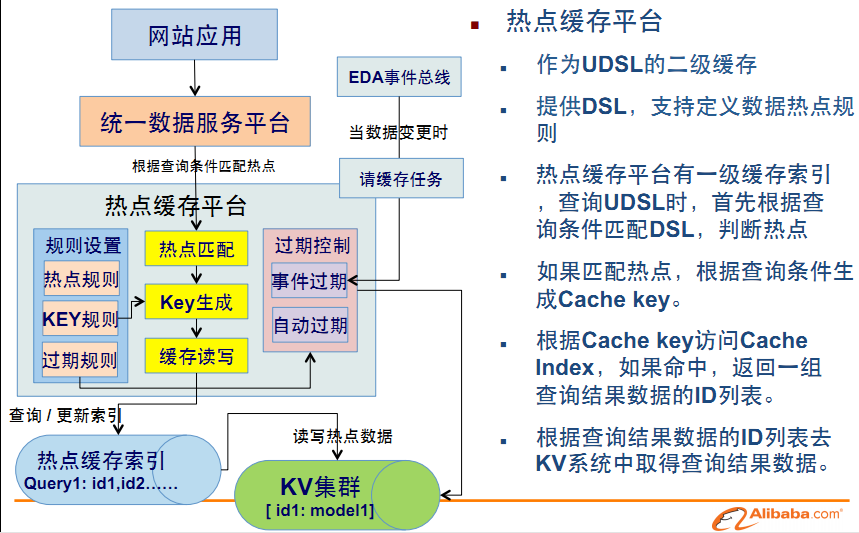 网站应用
统一数据服务平台
根据查询条件匹配热点
EDA事件总线
当数据变更时
请缓存任务
热点缓存平台
规则设置
热点规则
KEY规则
过期规则
热点匹配
Key生成
缓存读写
过期控制
事件过期
自动过期
查询 / 更新索引
读写热点数据
热点缓存索引
Query1: id1,id2……
KV集群
[ id1: model1]
热点缓存平台
作为UDSL的二级缓存
提供DSL，支持定义数据热点规
则
热点缓存平台有一级缓存索引
，查询UDSL时，首先根据查
询条件匹配DSL，判断热点
如果匹配热点，根据查询条件生
成Cache key。
根据Cache key访问Cache
Index，如果命中，返回一组
查询结果数据的ID列表。
根据查询结果数据的ID列表去
KV系统中取得查询结果数据。
Alibaba.com®